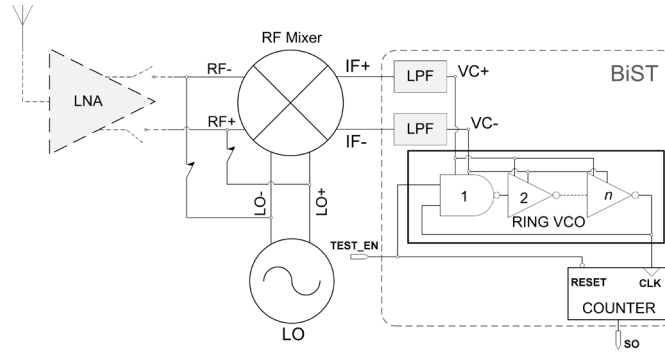 RF Mixer
IF+
LPF
VC+
BiST
RF-
LNA
RF+
IF-
LPF
VC-
1
2
n
RING VCO
LO-
LO+
TEST_EN
RESET
CLK
COUNTER
LO
SO